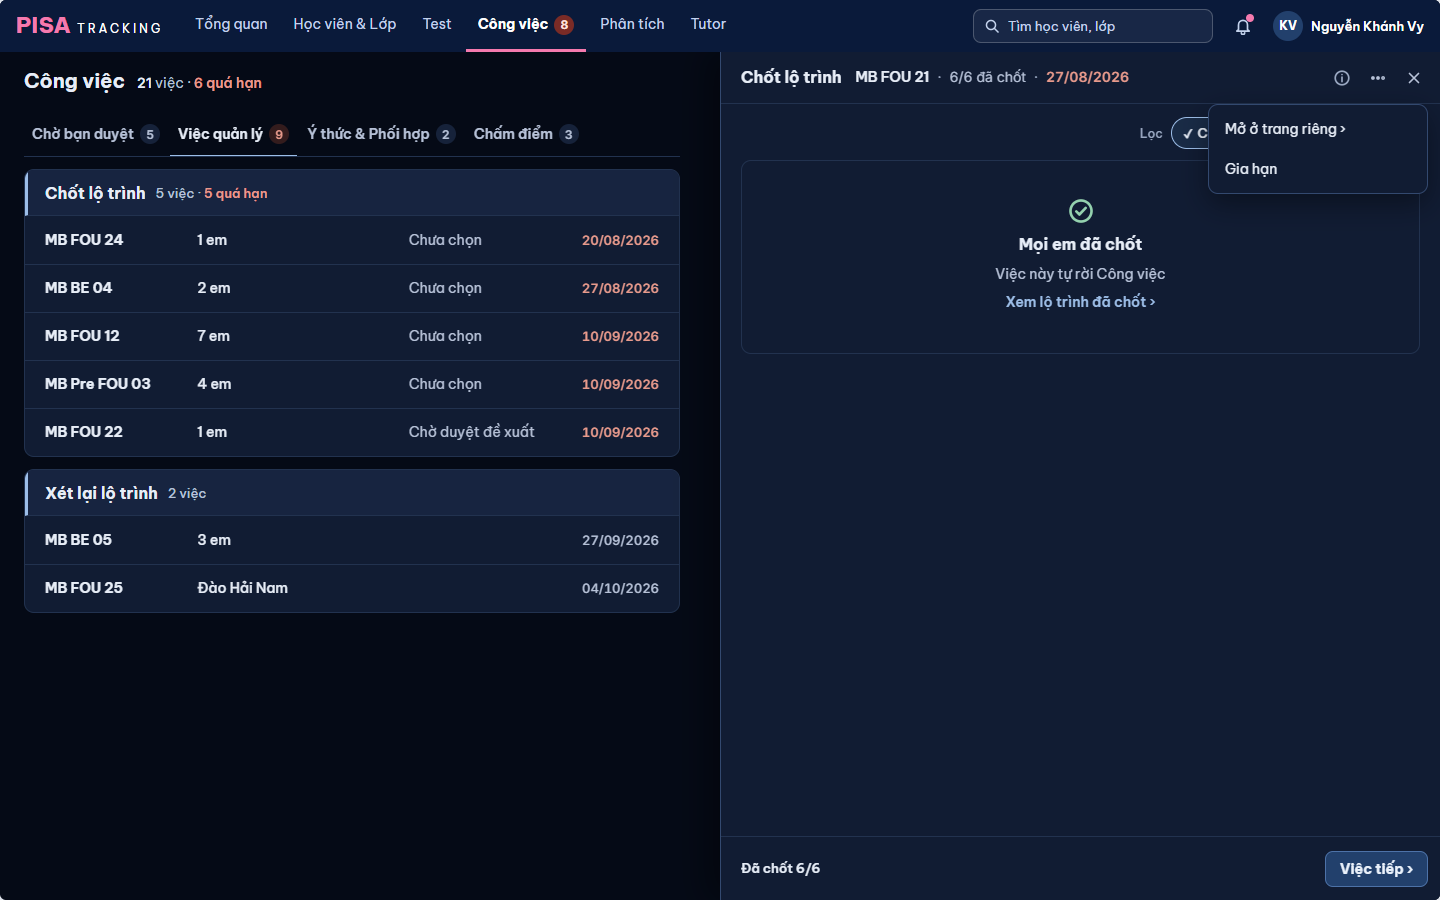 PISA TRACKING
Tổng quan
Học viên & Lớp
Test
Công việc 8
Phân tích
Tutor
Tìm học viên, lớp
KV
Nguyễn Khánh Vy
Công việc 21 việc · 6 quá hạn
Chờ bạn duyệt 5
Việc quản lý 9
Ý thức & Phối hợp 2
Chấm điểm 3
Chốt lộ trình 5 việc · 5 quá hạn
MB FOU 24 1 em Chưa chọn 20/08/2026
MB BE 04 2 em Chưa chọn 27/08/2026
MB FOU 12 7 em Chưa chọn 10/09/2026
MB Pre FOU 03 4 em Chưa chọn 10/09/2026
MB FOU 22 1 em Chờ duyệt đề xuất 10/09/2026
Xét lại lộ trình 2 việc
MB BE 05 3 em 27/09/2026
MB FOU 25 Đào Hải Nam 04/10/2026
Chốt lộ trình MB FOU 21 · 6/6 đã chốt · 27/08/2026
Lọc ✓ C
Mở ở trang riêng ›
Gia hạn
Mọi em đã chốt
Việc này tự rời Công việc
Xem lộ trình đã chốt ›
Đã chốt 6/6
Việc tiếp ›